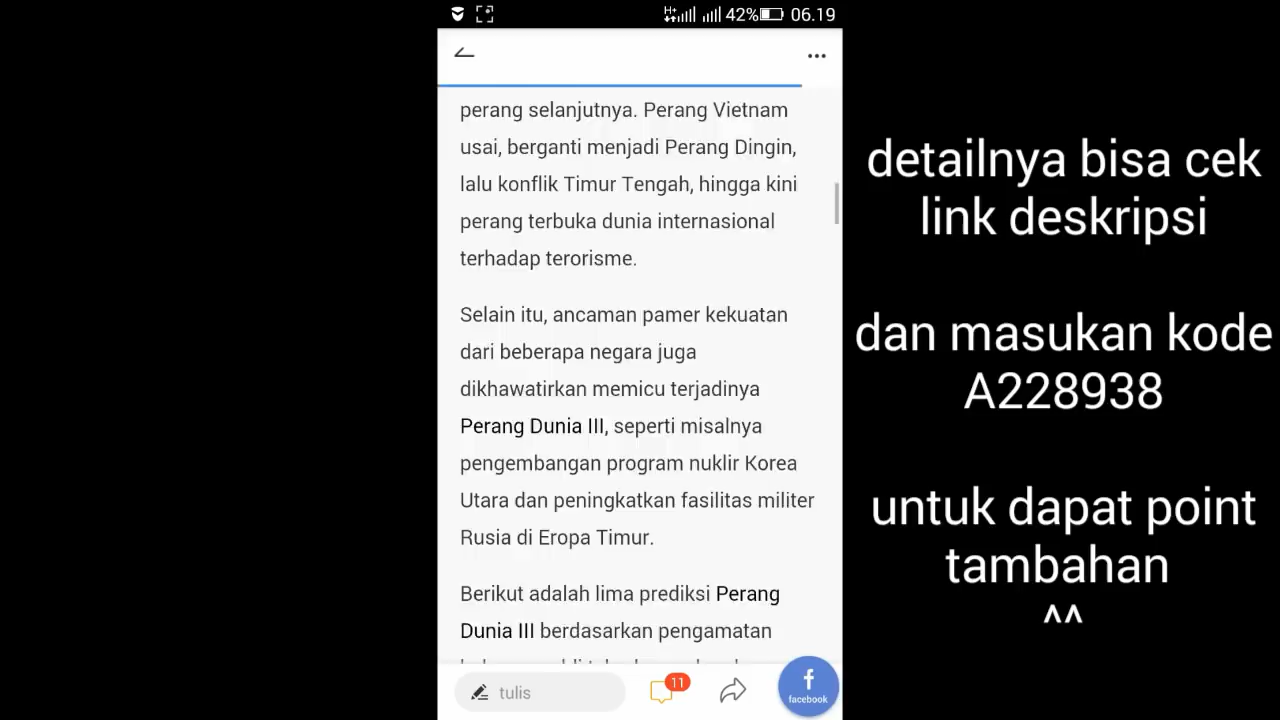 42% 06.19
perang selanjutnya. Perang Vietnam
usai, berganti menjadi Perang Dingin,
lalu konflik Timur Tengah, hingga kini
perang terbuka dunia internasional
terhadap terorisme.
Selain itu, ancaman pamer kekuatan
dari beberapa negara juga
dikhawatirkan memicu terjadinya
Perang Dunia III, seperti misalnya
pengembangan program nuklir Korea
Utara dan peningkatkan fasilitas militer
Rusia di Eropa Timur.
Berikut adalah lima prediksi Perang
Dunia III berdasarkan pengamatan
tulis
11
facebook
detailnya bisa cek
link deskripsi
dan masukan kode
A228938
untuk dapat point
tambahan
^^